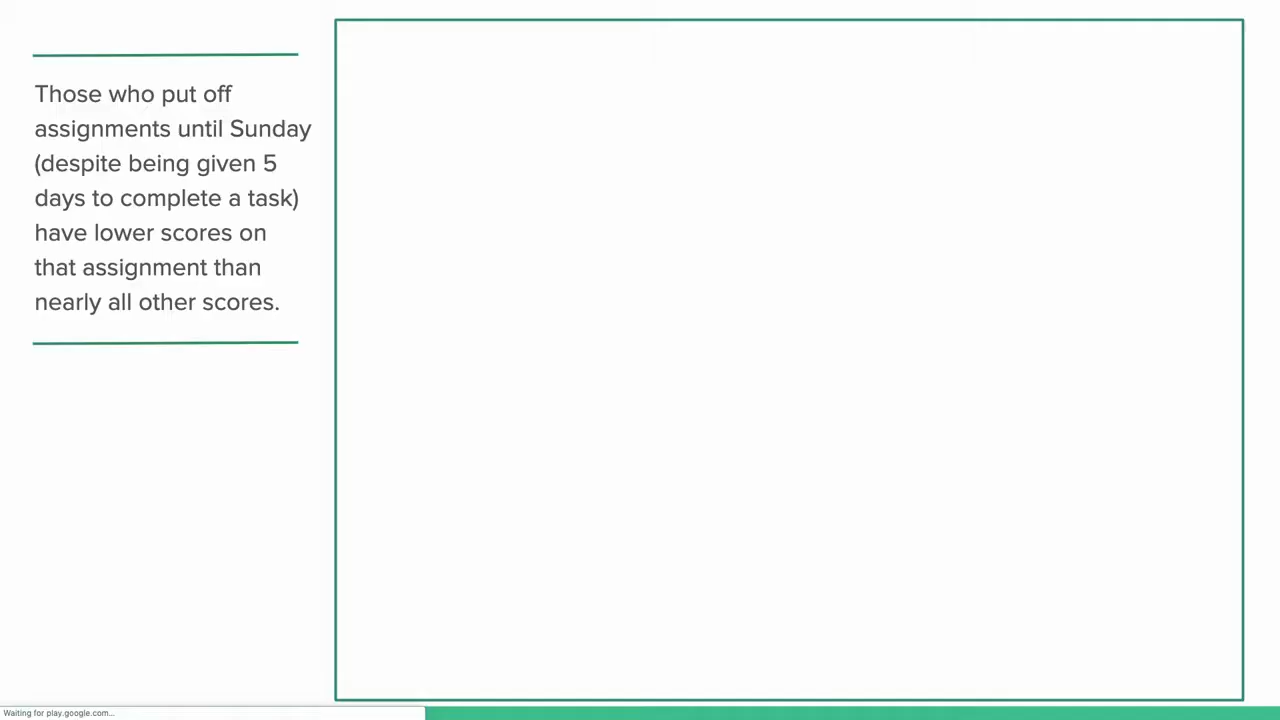 Those who put off
assignments until Sunday
(despite being given 5
days to complete a task)
have lower scores on
that assignment than
nearly all other scores.
Waiting for play.google.com...